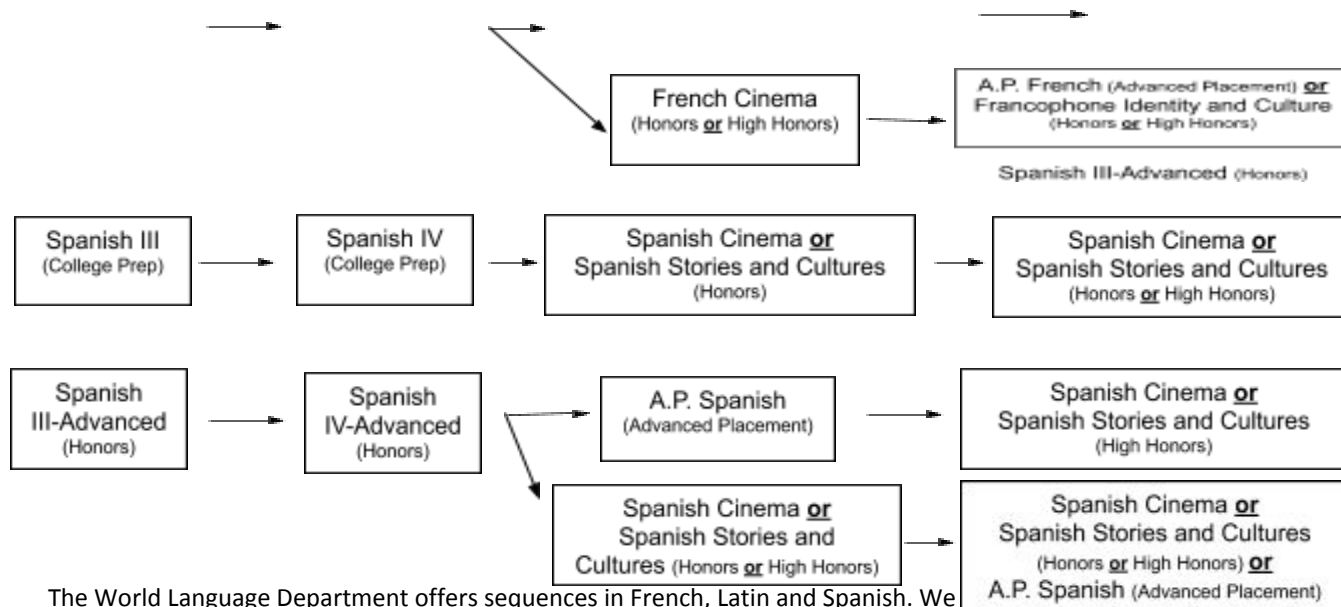 French Cinema
(Honors or High Honors)
A.P. French (Advanced Placement) or
Francophone Identity and Culture
(Honors or High Honors)
Spanish III-Advanced (Honors)
Spanish III
(College Prep)
Spanish IV
(College Prep)
Spanish Cinema or
Spanish Stories and Cultures
(Honors)
Spanish Cinema or
Spanish Stories and Cultures
(Honors or High Honors)
Spanish
III-Advanced
(Honors)
Spanish
IV-Advanced
(Honors)
A.P. Spanish
(Advanced Placement)
Spanish Cinema or
Spanish Stories and Cultures
(High Honors)
Spanish Cinema or
Spanish Stories and
Cultures (Honors or High Honors)
Spanish Cinema or
Spanish Stories and Cultures
(Honors or High Honors) or
A.P. Spanish (Advanced Placement)
The World Language Department offers sequences in French, Latin and Spanish. We